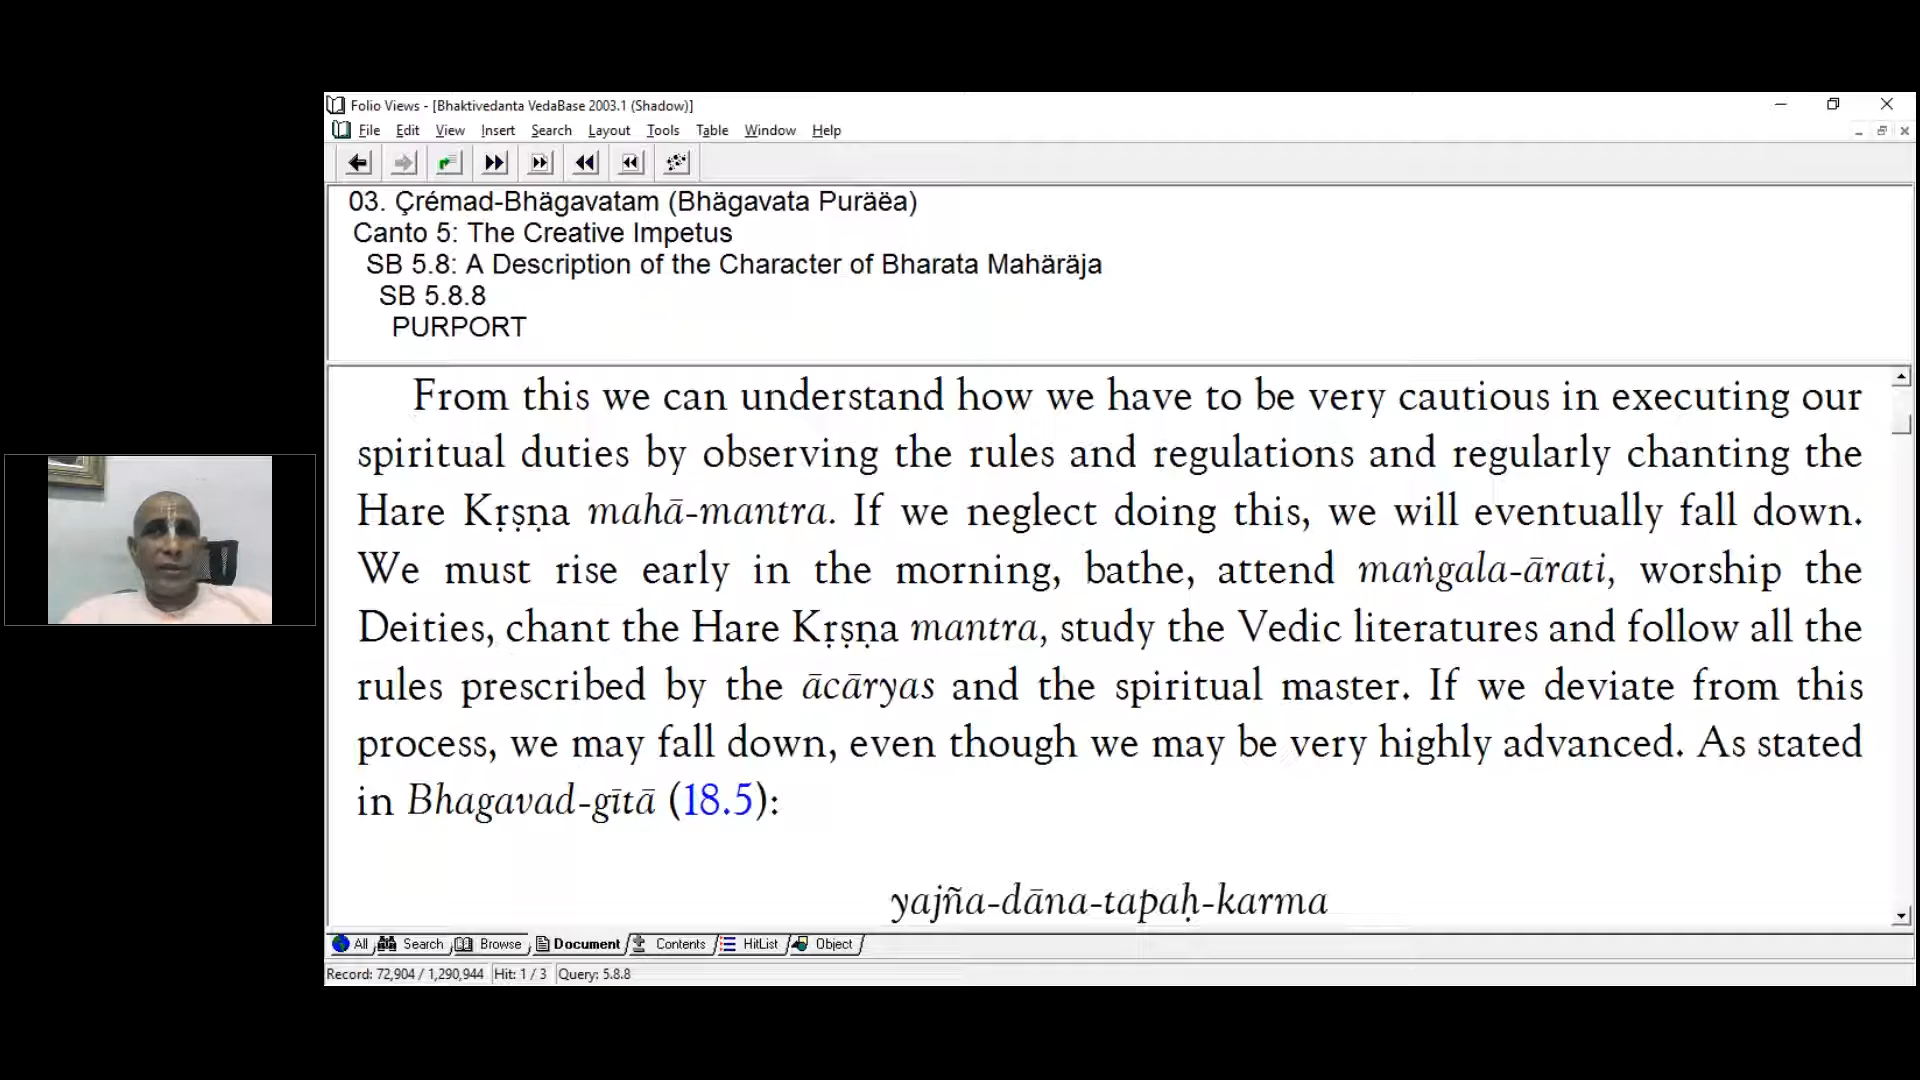 Folio Views - [Bhaktivedanta VedaBase 2003.1 (Shadow)]
File Edit View Insert Search Layout Tools Table Window Help
03. Çrémad-Bhägavatam (Bhägavata Puräëa)
Canto 5: The Creative Impetus
SB 5.8: A Description of the Character of Bharata Mahäräja
SB 5.8.8
PURPORT
From this we can understand how we have to be very cautious in executing our
spiritual duties by observing the rules and regulations and regularly chanting the
Hare Kṛṣṇa mahā-mantra. If we neglect doing this, we will eventually fall down.
We must rise early in the morning, bathe, attend maṅgala-ārati, worship the
Deities, chant the Hare Kṛṣṇa mantra, study the Vedic literatures and follow all the
rules prescribed by the ācāryas and the spiritual master. If we deviate from this
process, we may fall down, even though we may be very highly advanced. As stated
in Bhagavad-gītā (18.5):
yajña-dāna-tapaḥ-karma
All Search Browse Document Contents HitList Object
Record: 72,904 / 1,290,944 Hit: 1 / 3 Query: 5.8.8